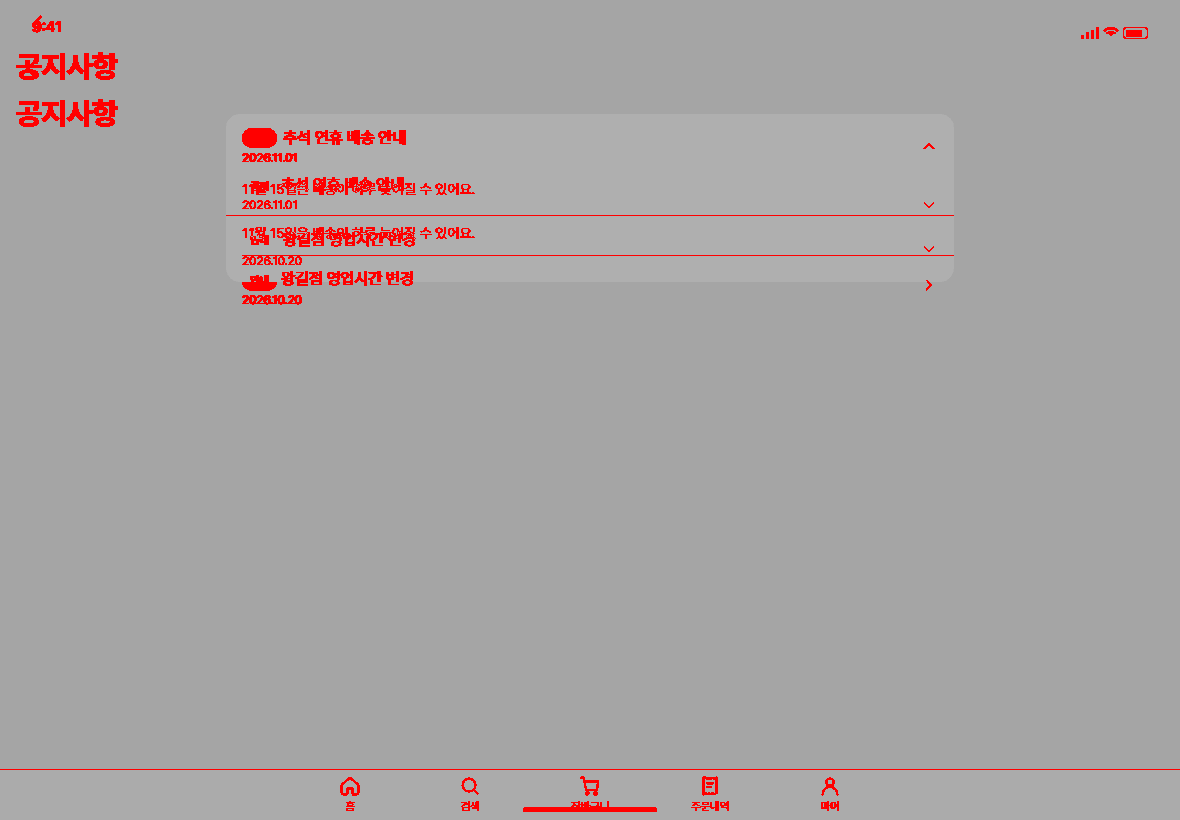 9:41
공지사항
공지사항
추석 연휴 배송 안내
2026.11.01
추석 연휴 배송 안내
11월 15일은 배송이 하루 늦어질 수 있어요.
2026.11.01
11월 15일은 배송이 하루 늦어질 수 있어요.
왕길점 영업시간 변경
2026.10.20
왕길점 영업시간 변경
2026.10.20
홈
검색
장바구니
주문내역
마이